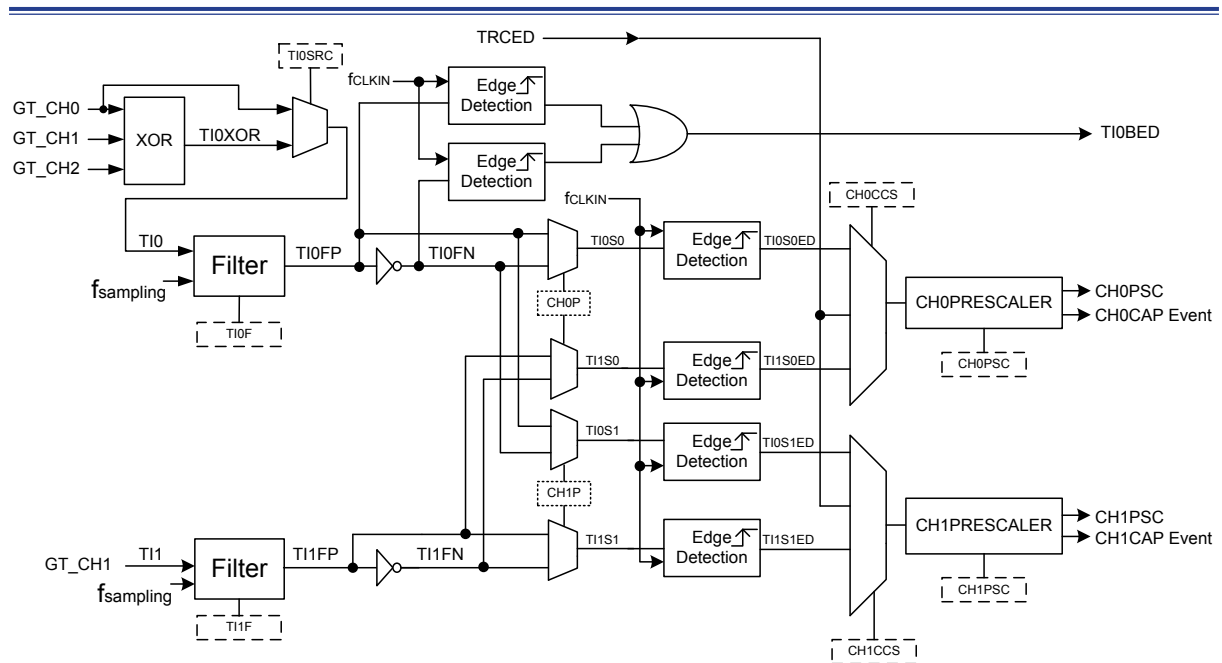 TRCED
TI0SRC
fCLKIN
Edge
Detection
GT_CH0
GT_CH1
GT_CH2
XOR
TI0XOR
TI0BED
Edge
Detection
fCLKIN
CH0CCS
TI0
Filter
fsampling
TI0F
TI0FP
TI0FN
TI0S0
Edge
Detection
TI0S0ED
CH0P
CH0PRESCALER
CH0PSC
CH0CAP Event
CH0PSC
TI1S0
Edge
Detection
TI1S0ED
TI0S1
Edge
Detection
TI0S1ED
CH1P
GT_CH1
TI1
Filter
fsampling
TI1F
TI1FP
TI1FN
TI1S1
Edge
Detection
TI1S1ED
CH1PRESCALER
CH1PSC
CH1CAP Event
CH1PSC
CH1CCS